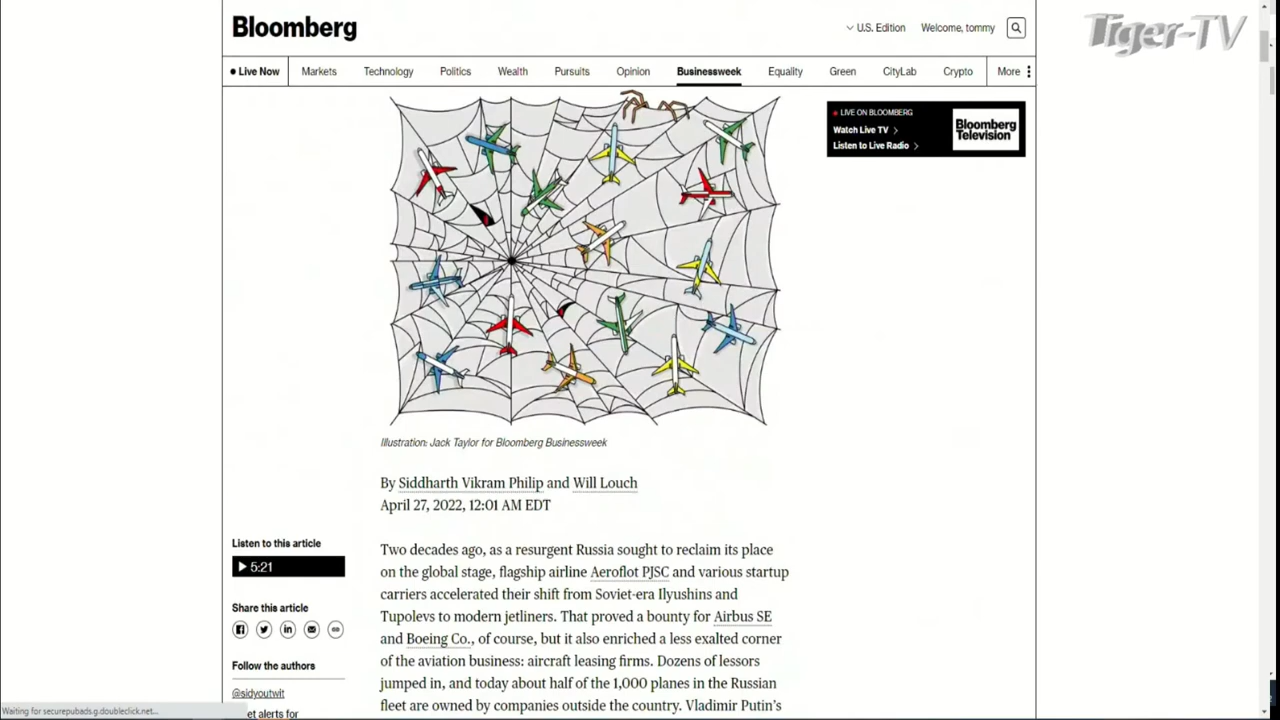 Tiger-TV
Bloomberg
U.S. Edition
Welcome, tommy
Live Now
Markets
Technology
Politics
Wealth
Pursuits
Opinion
Businessweek
Equality
Green
CityLab
Crypto
More
LIVE ON BLOOMBERG
Watch Live TV
Listen to Live Radio
Bloomberg
Television
Illustration: Jack Taylor for Bloomberg Businessweek
By Siddharth Vikram Philip and Will Louch
April 27, 2022, 12:01 AM EDT
Listen to this article
5:21
Share this article
Follow the authors
@sidyoutwit
et alerts for
Two decades ago, as a resurgent Russia sought to reclaim its place
on the global stage, flagship airline Aeroflot PJSC and various startup
carriers accelerated their shift from Soviet-era Ilyushins and
Tupolevs to modern jetliners. That proved a bounty for Airbus SE
and Boeing Co., of course, but it also enriched a less exalted corner
of the aviation business: aircraft leasing firms. Dozens of lessors
jumped in, and today about half of the 1,000 planes in the Russian
fleet are owned by companies outside the country. Vladimir Putin's
Waiting for securepubads.g.doubleclick.net...